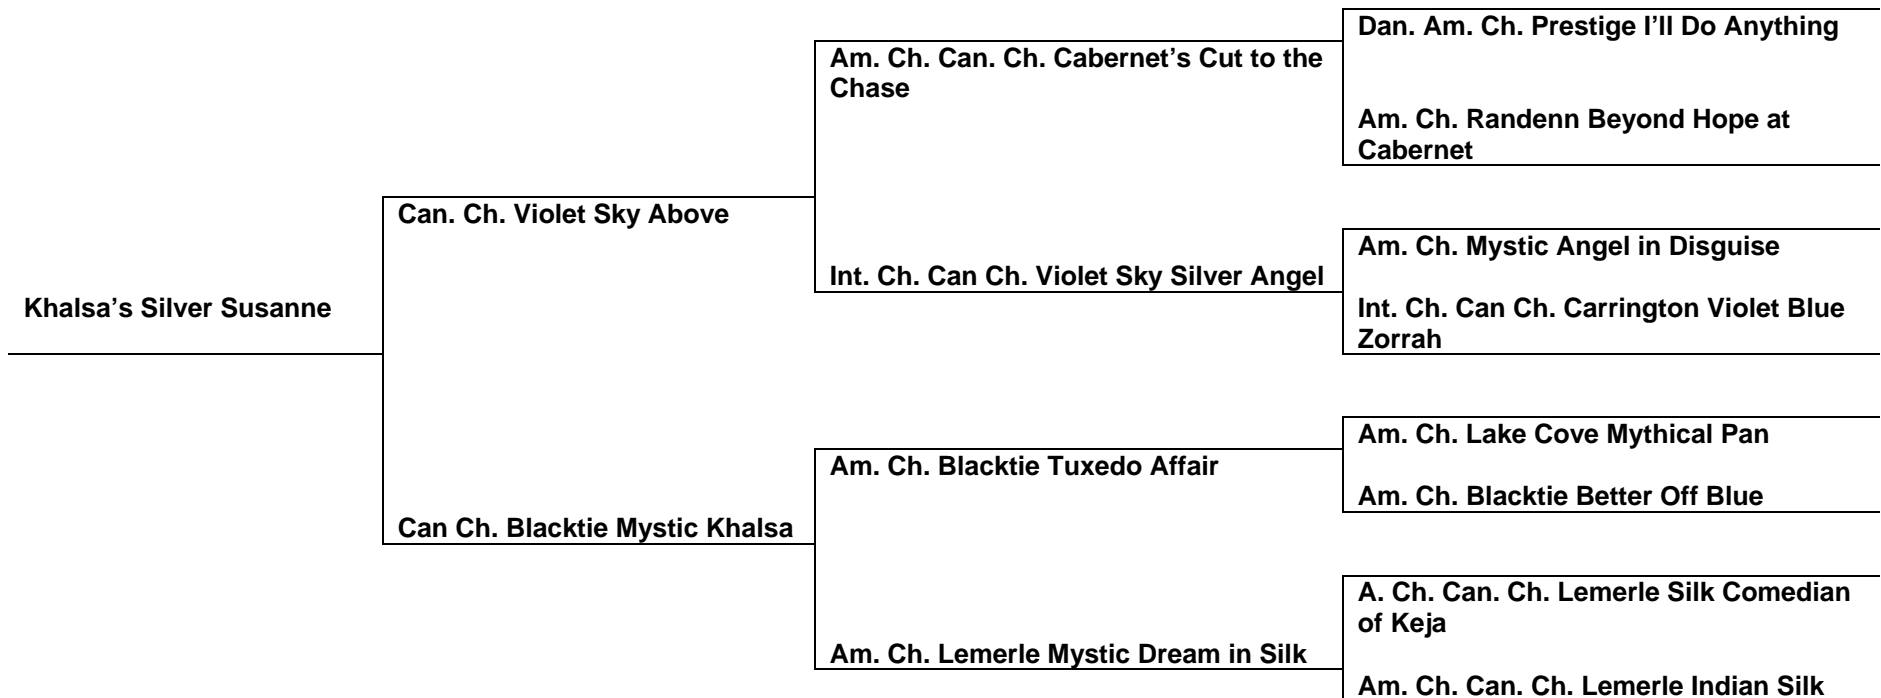 Dan. Am. Ch. Prestige I’ll Do Anything
Am. Ch. Can. Ch. Cabernet’s Cut to the
Chase
Am. Ch. Randenn Beyond Hope at
Cabernet
Can. Ch. Violet Sky Above
Am. Ch. Mystic Angel in Disguise
Int. Ch. Can Ch. Violet Sky Silver Angel
Khalsa’s Silver Susanne
Int. Ch. Can Ch. Carrington Violet Blue
Zorrah
Am. Ch. Lake Cove Mythical Pan
Am. Ch. Blacktie Tuxedo Affair
Am. Ch. Blacktie Better Off Blue
Can Ch. Blacktie Mystic Khalsa
A. Ch. Can. Ch. Lemerle Silk Comedian
of Keja
Am. Ch. Lemerle Mystic Dream in Silk
Am. Ch. Can. Ch. Lemerle Indian Silk